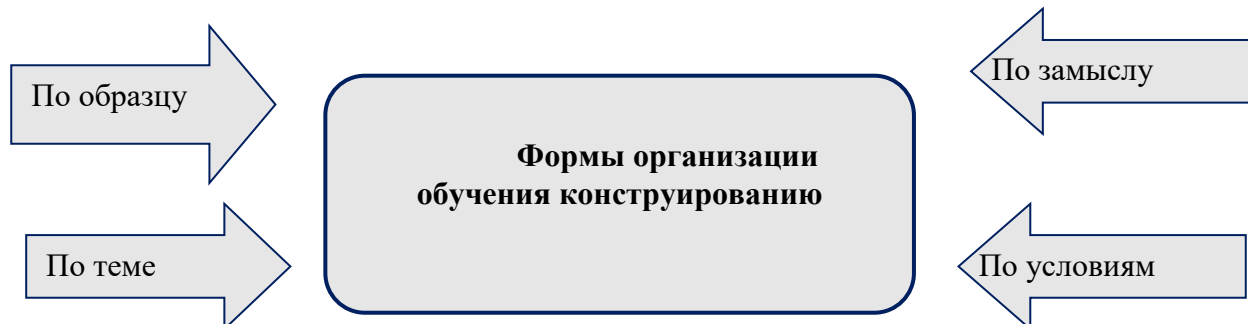 По образцу
По замыслу
Формы организации
обучения конструированию
По теме
По условиям